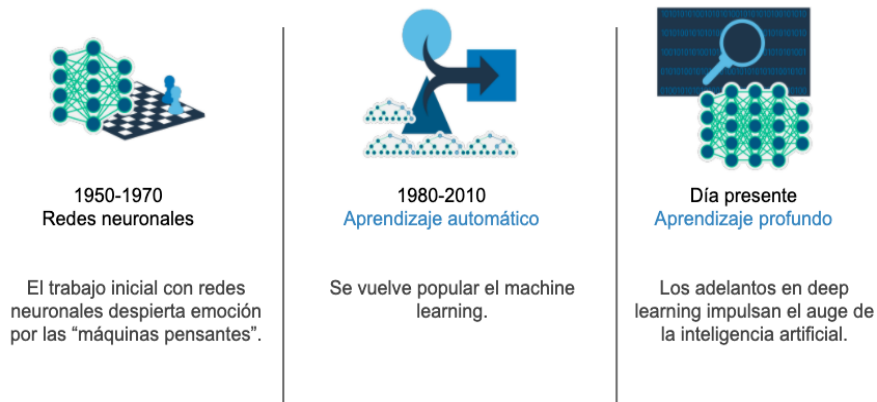 1950-1970
Redes neuronales
El trabajo inicial con redes
neuronales despierta emoción
por las “máquinas pensantes”.
1980-2010
Aprendizaje automático
Se vuelve popular el machine
learning.
Día presente
Aprendizaje profundo
Los adelantos en deep
learning impulsan el auge de
la inteligencia artificial.